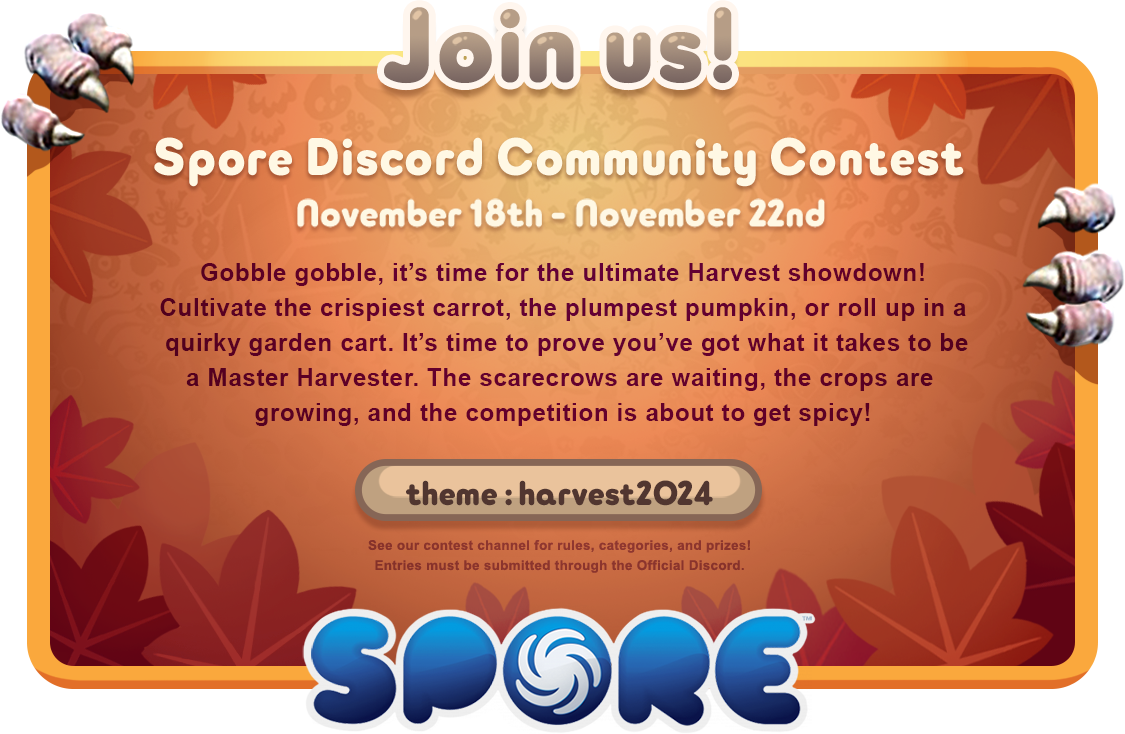 Join us!
Spore Discord Community Contest
November 18th - November 22nd
Gobble gobble, it’s time for the ultimate Harvest showdown!
Cultivate the crispiest carrot, the plumpest pumpkin, or roll up in a
quirky garden cart. It’s time to prove you’ve got what it takes to be
a Master Harvester. The scarecrows are waiting, the crops are
growing, and the competition is about to get spicy!
theme : harvest2024
See our contest channel for rules, categories, and prizes!
Entries must be submitted through the Official Discord.
SPORE™